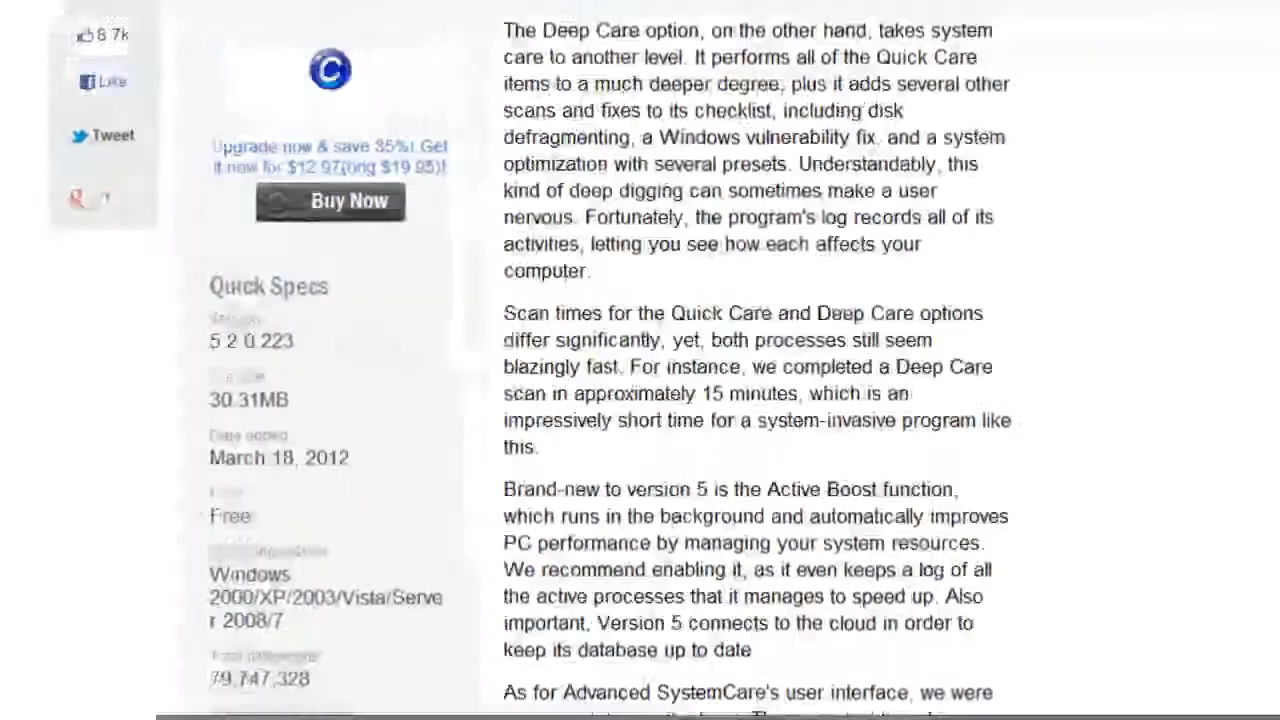 8.7k
Like
Tweet
Upgrade now & save 35%! Get
it now for $12.97(orig $19.95)!
Buy Now
Quick Specs
Version
5.2.0.223
File size
30.31MB
Date added
March 18, 2012
Price
Free
Windows
2000/XP/2003/Vista/Serve
r 2008/7
Total downloads
79,747,328
The Deep Care option, on the other hand, takes system
care to another level. It performs all of the Quick Care
items to a much deeper degree, plus it adds several other
scans and fixes to its checklist, including disk
defragmenting, a Windows vulnerability fix, and a system
optimization with several presets. Understandably, this
kind of deep digging can sometimes make a user
nervous. Fortunately, the program's log records all of its
activities, letting you see how each affects your
computer.
Scan times for the Quick Care and Deep Care options
differ significantly, yet, both processes still seem
blazingly fast. For instance, we completed a Deep Care
scan in approximately 15 minutes, which is an
impressively short time for a system-invasive program like
this.
Brand-new to version 5 is the Active Boost function,
which runs in the background and automatically improves
PC performance by managing your system resources.
We recommend enabling it, as it even keeps a log of all
the active processes that it manages to speed up. Also
important, Version 5 connects to the cloud in order to
keep its database up to date
As for Advanced SystemCare's user interface, we were